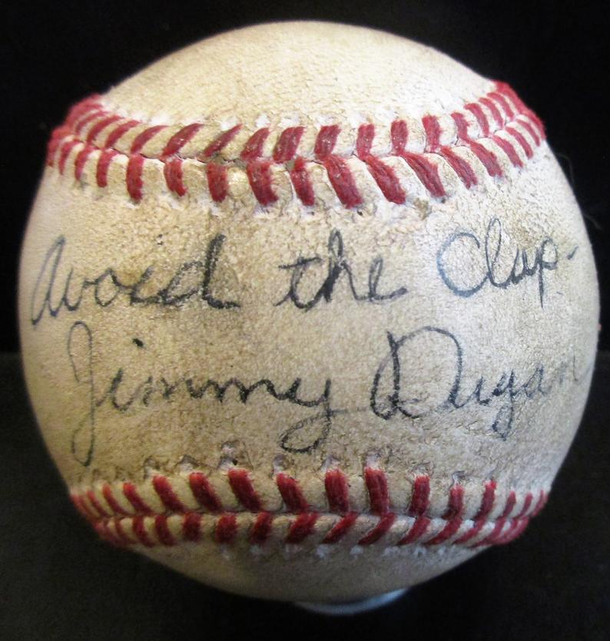 Avoid the Clap-
Jimmy Dugan